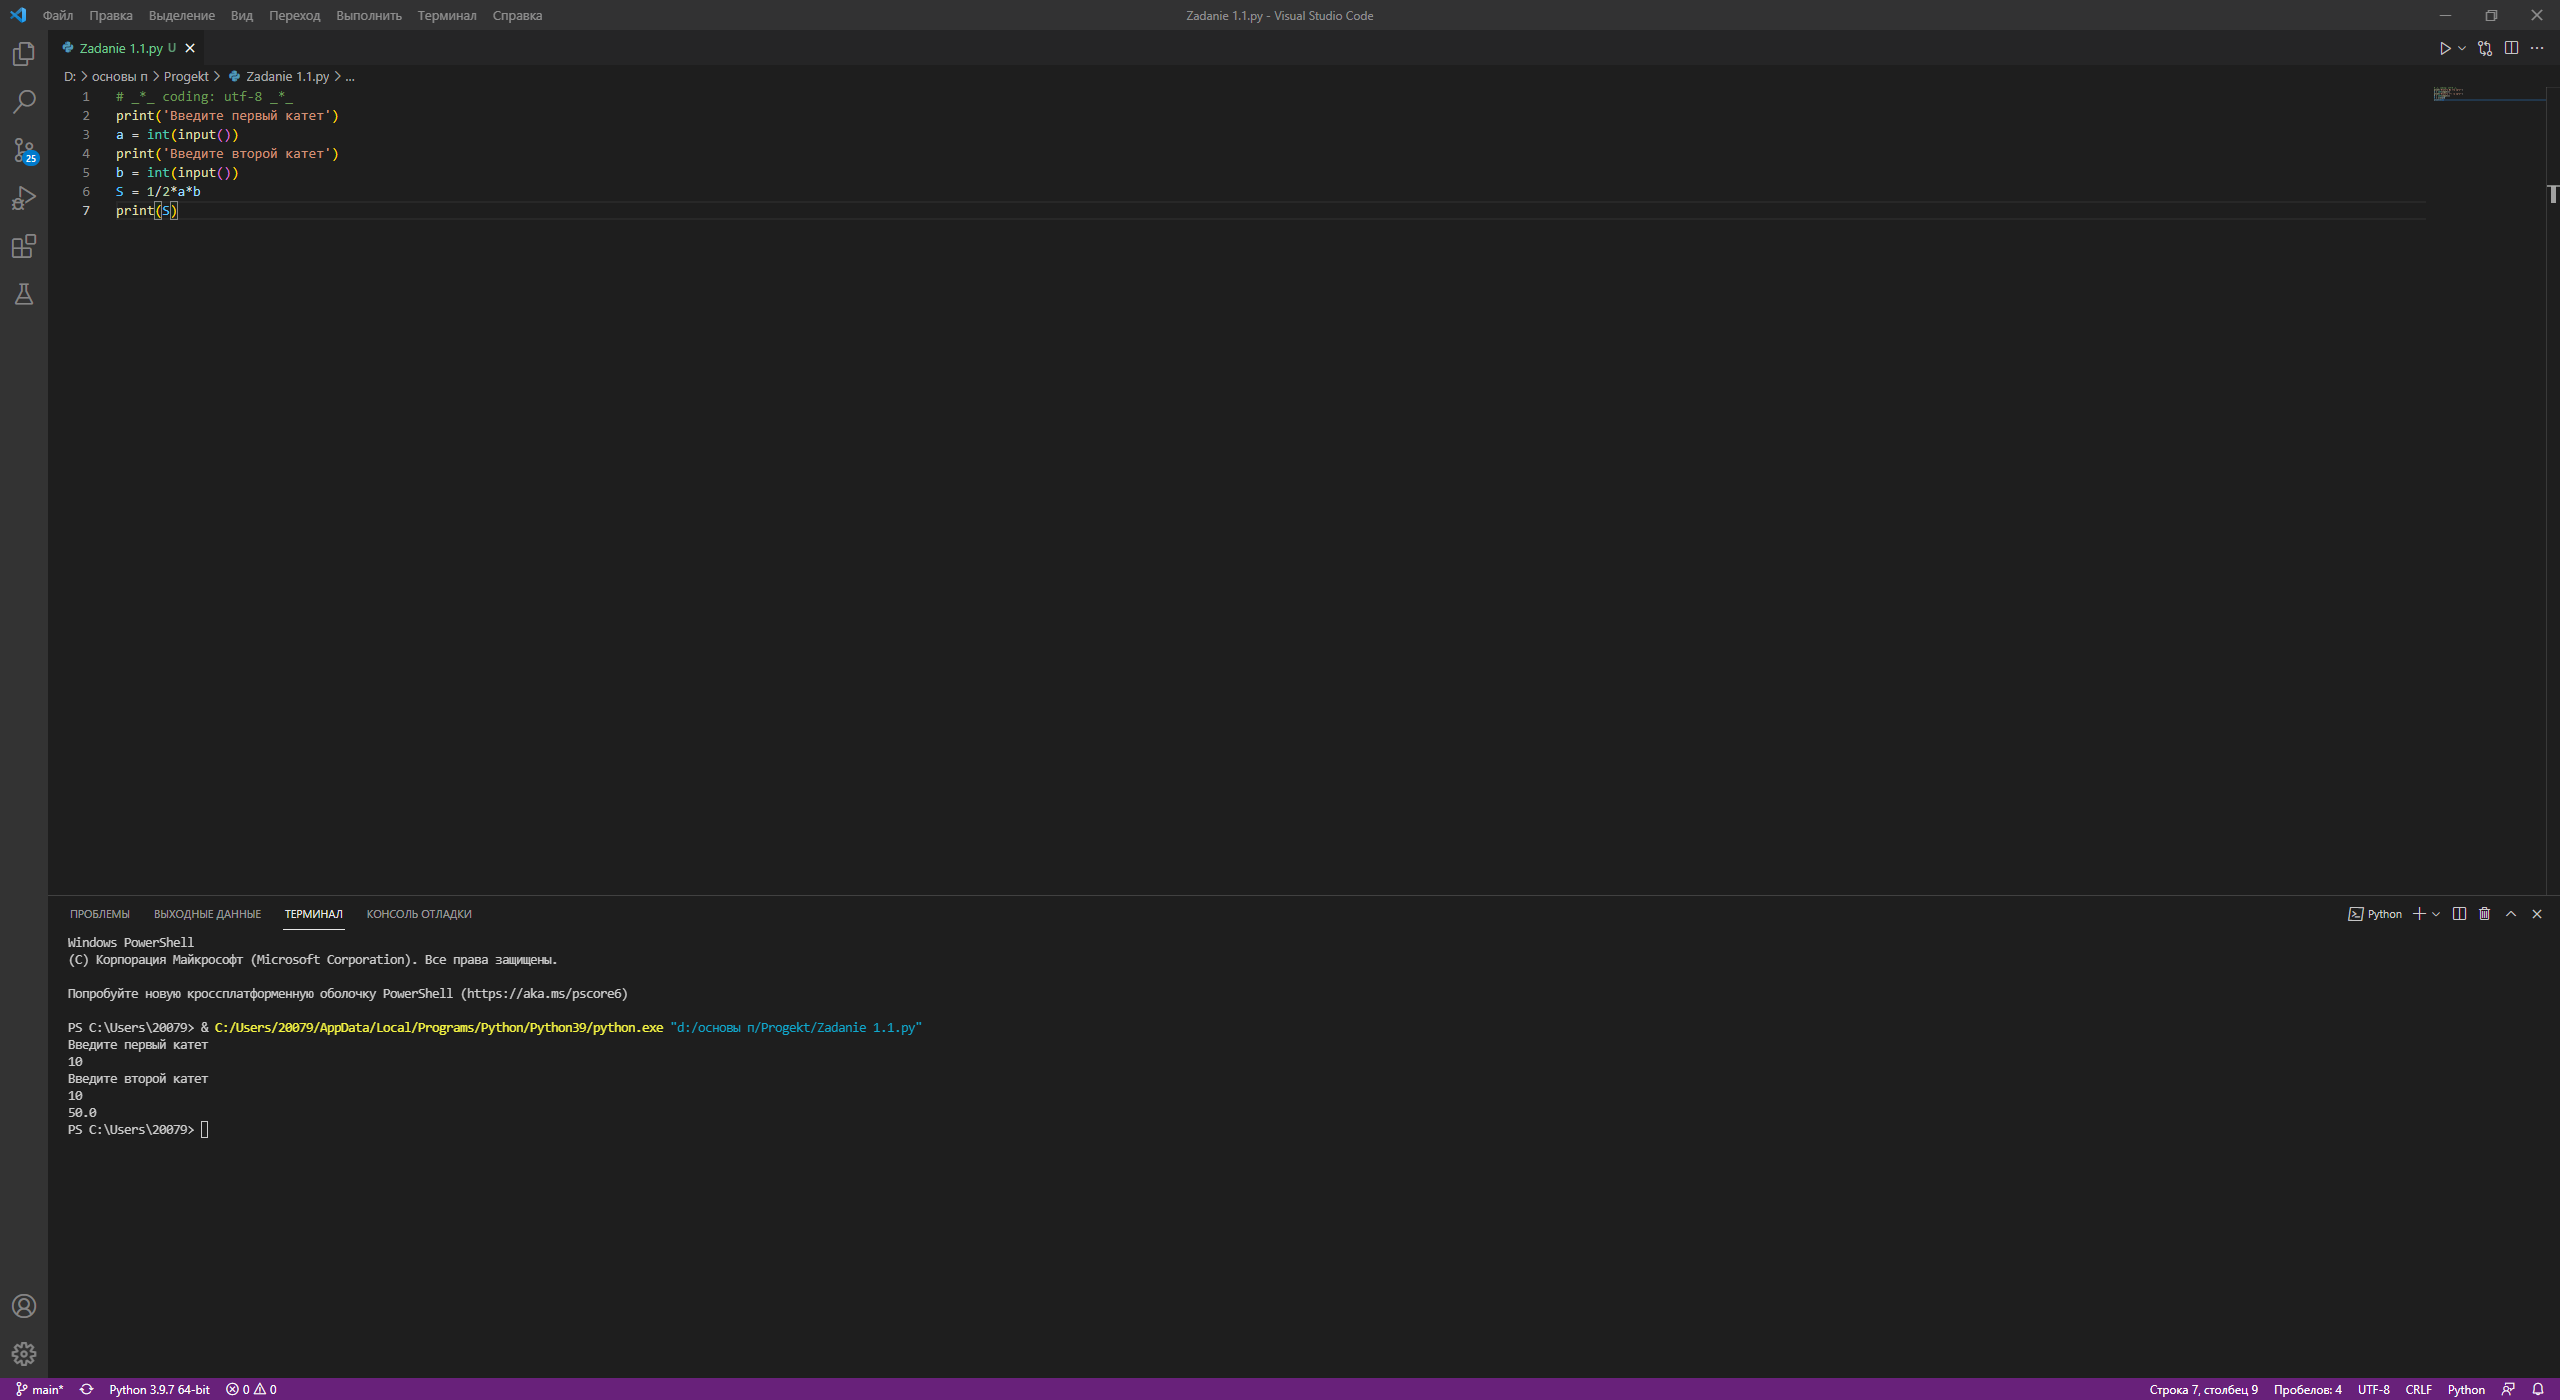 Файл Правка Выделение Вид Переход Выполнить Терминал Справка
Zadanie 1.1.py - Visual Studio Code
Zadanie 1.1.py U
D: > основы п > Progekt > Zadanie 1.1.py > ...
1 # _*_ coding: utf-8 _*_
2 print('Введите первый катет')
3 a = int(input())
4 print('Введите второй катет')
5 b = int(input())
6 S = 1/2*a*b
7 print(S)
25
ПРОБЛЕМЫ ВЫХОДНЫЕ ДАННЫЕ ТЕРМИНАЛ КОНСОЛЬ ОТЛАДКИ
Python
Windows PowerShell
(C) Корпорация Майкрософт (Microsoft Corporation). Все права защищены.
Попробуйте новую кроссплатформенную оболочку PowerShell (https://aka.ms/pscore6)
PS C:\Users\20079> & C:/Users/20079/AppData/Local/Programs/Python/Python39/python.exe "d:/основы п/Progekt/Zadanie 1.1.py"
Введите первый катет
10
Введите второй катет
10
50.0
PS C:\Users\20079>
main* Python 3.9.7 64-bit 0 0
Строка 7, столбец 9 Пробелов: 4 UTF-8 CRLF Python